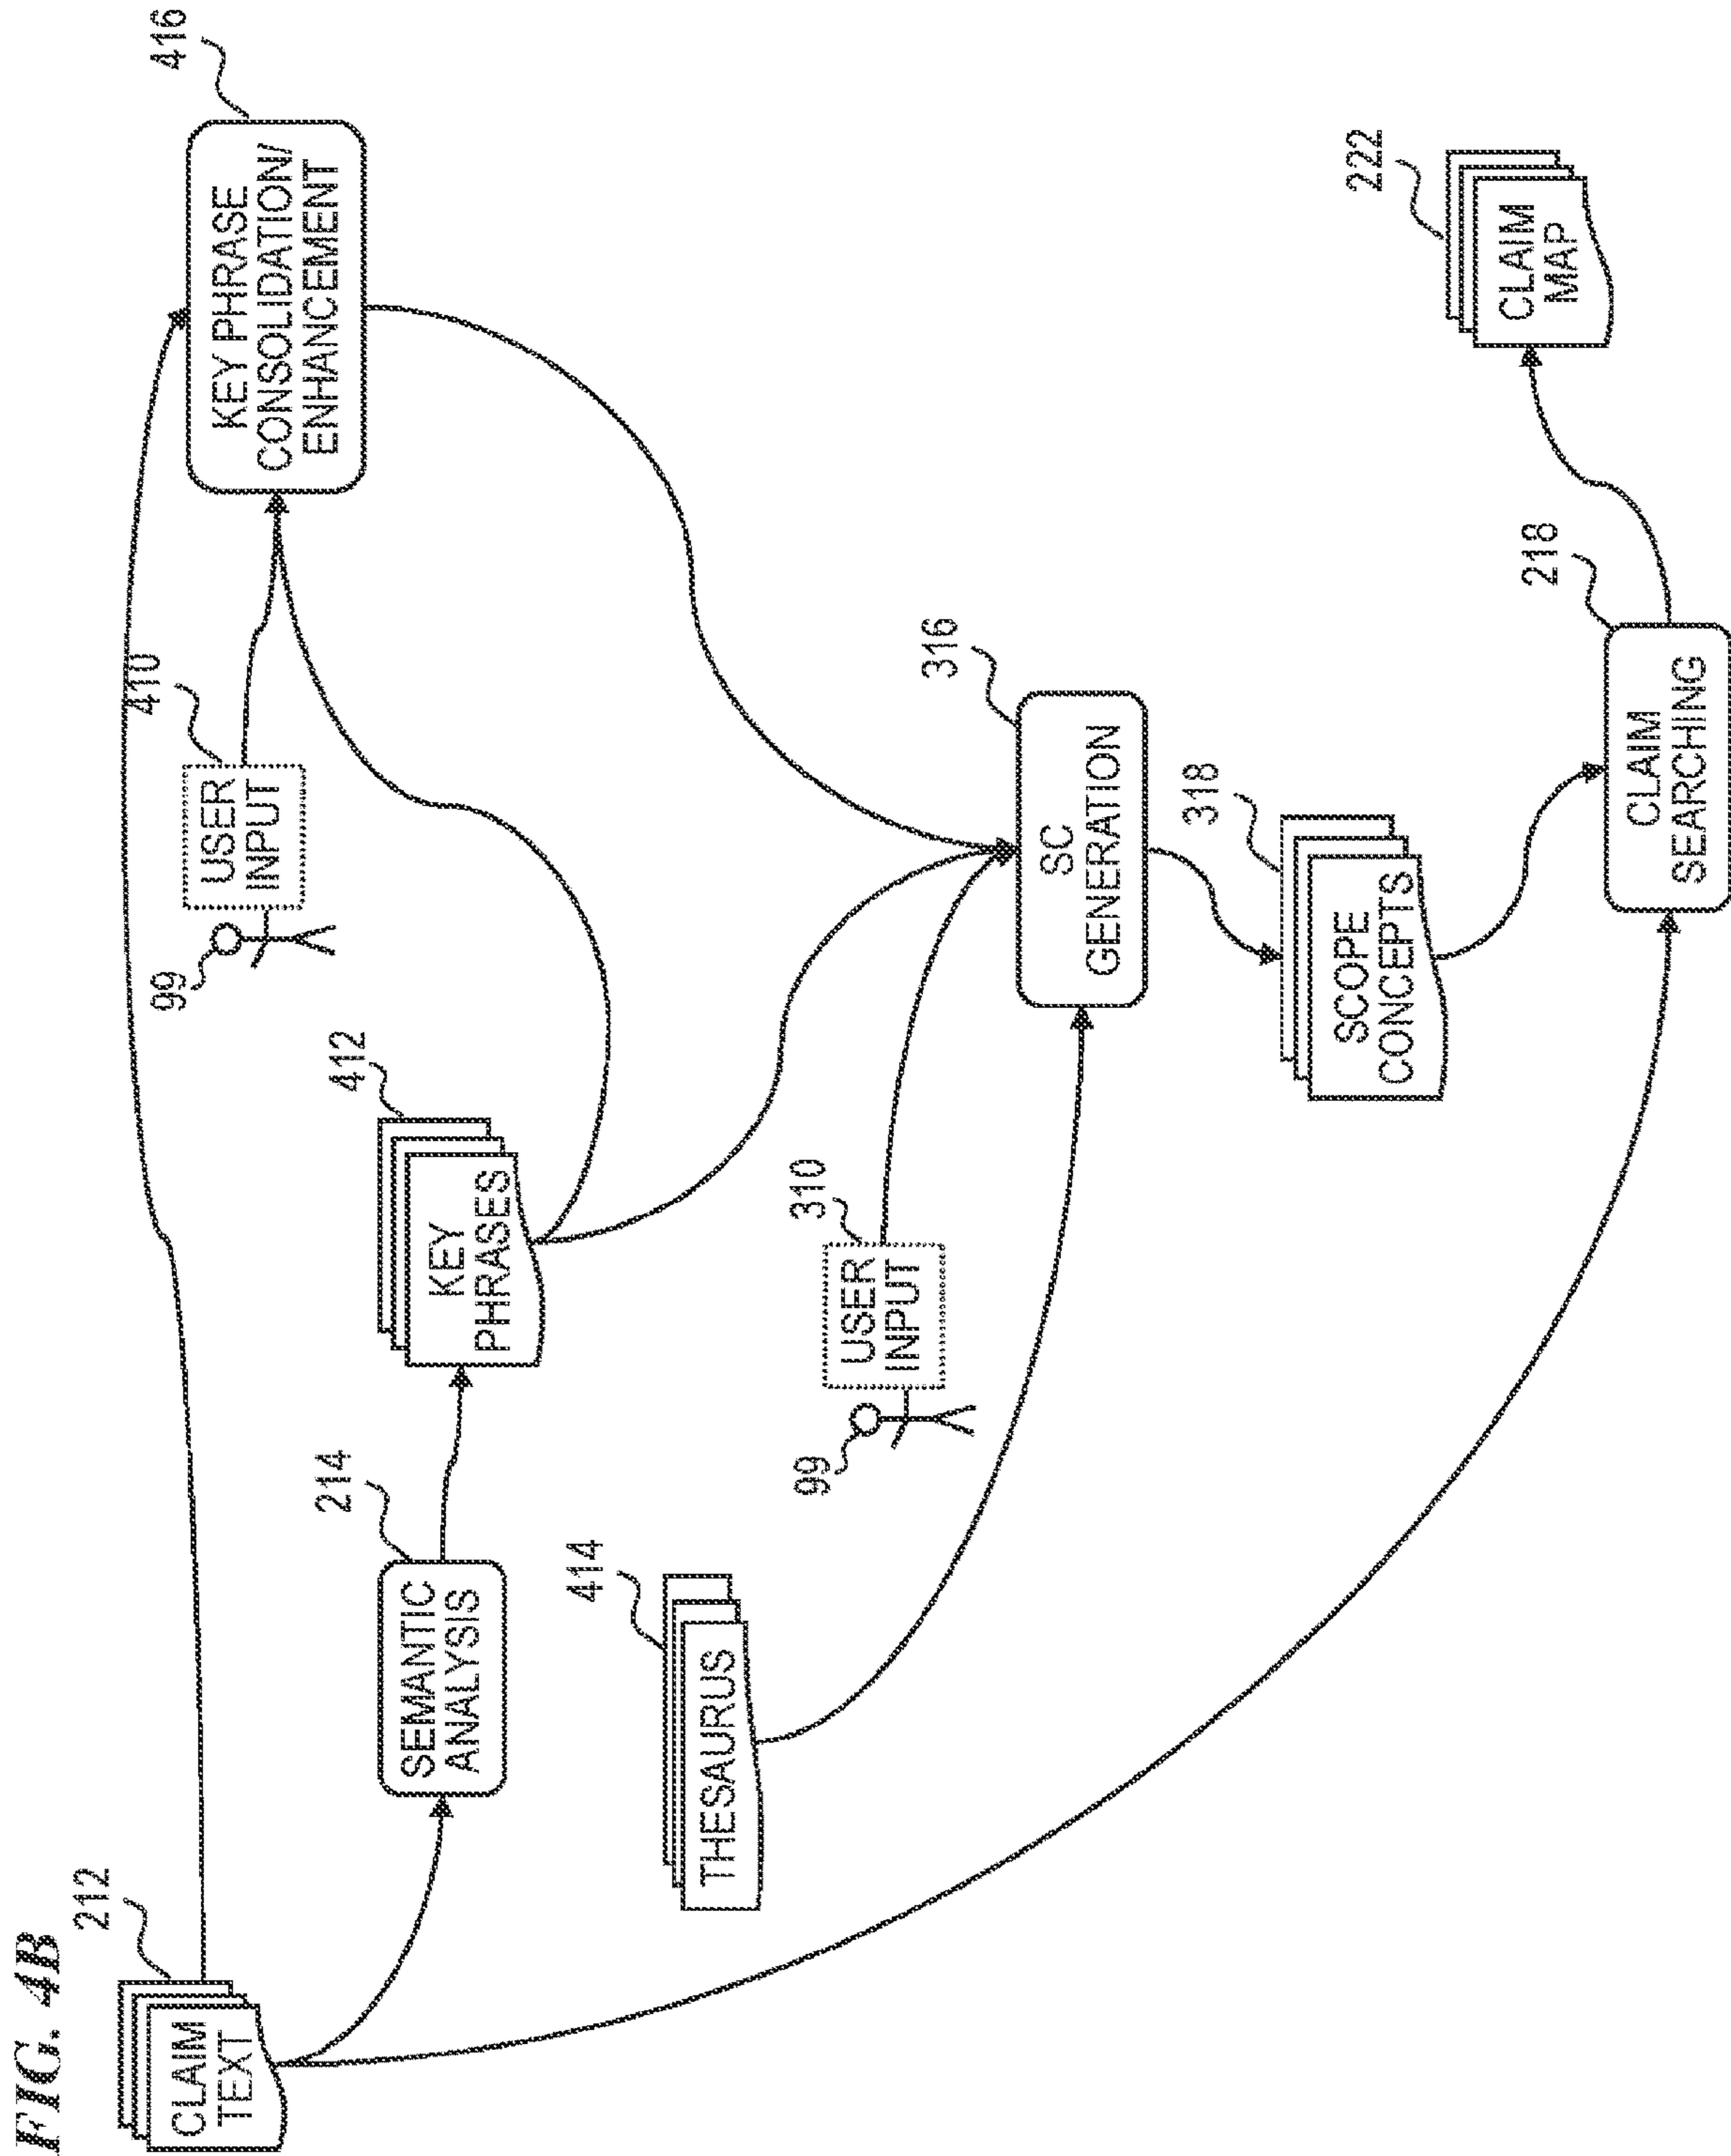 FIG. 4B
212
CLAIM
TEXT
416
KEY PHRASE
CONSOLIDATION/
ENHANCEMENT
410
USER
INPUT
99
214
SEMANTIC
ANALYSIS
412
KEY
PHRASES
414
THESAURUS
310
USER
INPUT
99
316
SC
GENERATION
318
SCOPE
CONCEPTS
218
CLAIM
SEARCHING
222
CLAIM
MAP